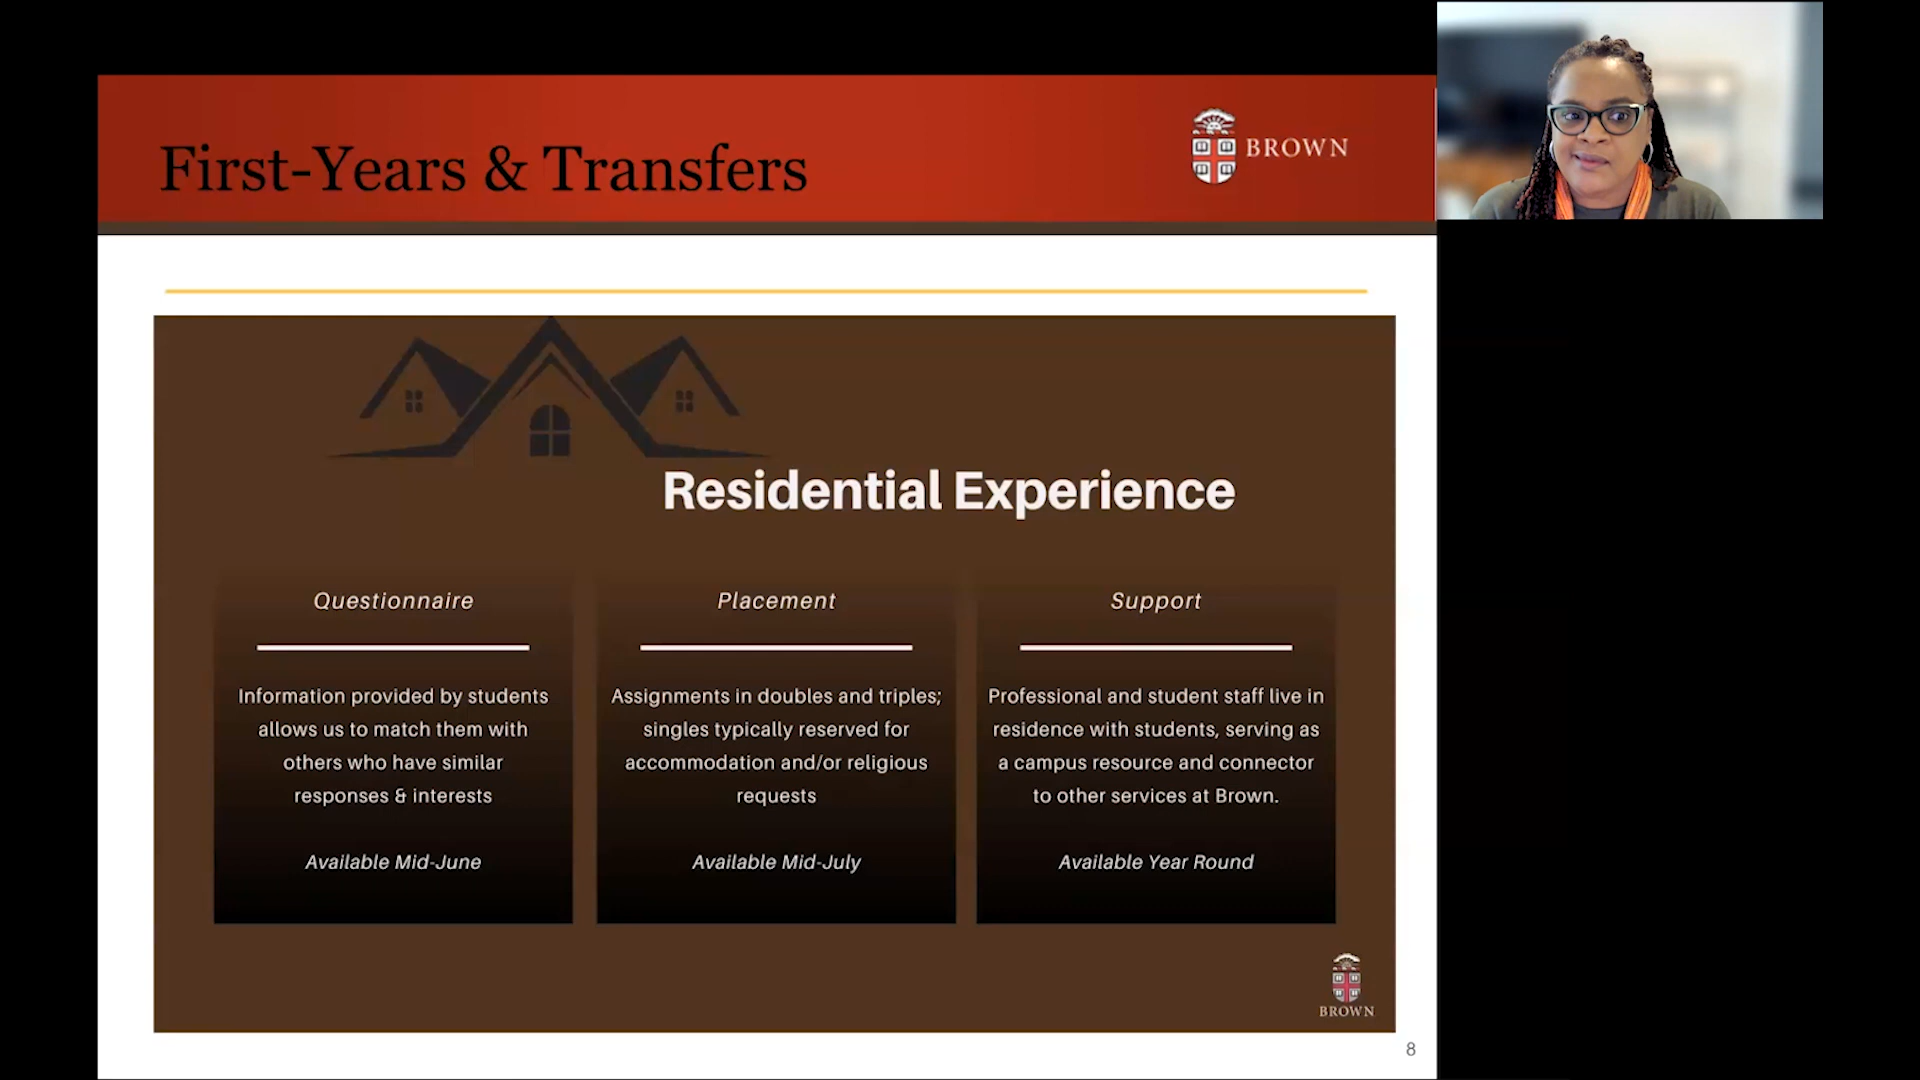 First-Years & Transfers
BROWN
Residential Experience
Questionnaire
Information provided by students
allows us to match them with
others who have similar
responses & interests
Available Mid-June
Placement
Assignments in doubles and triples;
singles typically reserved for
accommodation and/or religious
requests
Available Mid-July
Support
Professional and student staff live in
residence with students, serving as
a campus resource and connector
to other services at Brown.
Available Year Round
BROWN
8